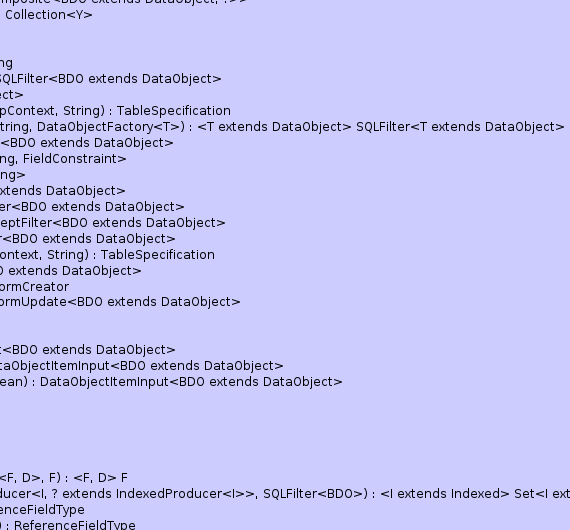 mposite<BDO extends DataObject, ?>>
Collection<Y>
ng
SQLFilter<BDO extends DataObject>
ect>
pContext, String) : TableSpecification
tring, DataObjectFactory<T>) : <T extends DataObject> SQLFilter<T extends DataObject>
<BDO extends DataObject>
ng, FieldConstraint>
ng>
xtends DataObject>
er<BDO extends DataObject>
eptFilter<BDO extends DataObject>
r<BDO extends DataObject>
ontext, String) : TableSpecification
O extends DataObject>
ormCreator
ormUpdate<BDO extends DataObject>
t<BDO extends DataObject>
taObjectItemInput<BDO extends DataObject>
ean) : DataObjectItemInput<BDO extends DataObject>
<F, D>, F) : <F, D> F
ducer<I, ? extends IndexedProducer<I>>, SQLFilter<BDO>) : <I extends Indexed> Set<I ext
enceFieldType
) : ReferenceFieldType